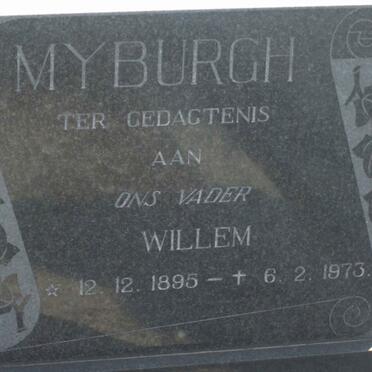 MYBURGH
TER GEDAGTENIS
AAN
ONS VADER
WILLEM
☆ 12. 12. 1895 – ✝ 6. 2. 1973.